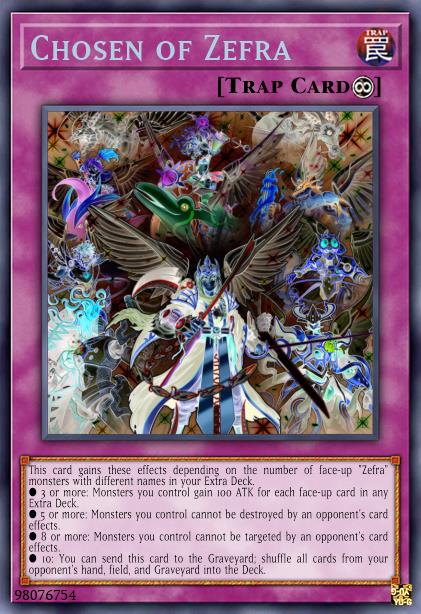 CHOSEN OF ZEFRA
TRAP
罠
[TRAP CARD∞]
This card gains these effects depending on the number of face-up "Zefra"
monsters with different names in your Extra Deck.
● 3 or more: Monsters you control gain 100 ATK for each face-up card in any
Extra Deck.
● 5 or more: Monsters you control cannot be destroyed by an opponent's card
effects.
● 8 or more: Monsters you control cannot be targeted by an opponent's card
effects.
● 10: You can send this card to the Graveyard; shuffle all cards from your
opponent's hand, field, and Graveyard into the Deck.
98076754